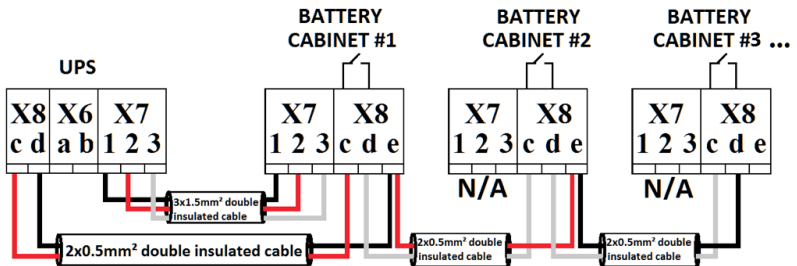 BATTERY
CABINET #1
BATTERY
CABINET #2
BATTERY
CABINET #3 ...
UPS
X8 X6 X7
c d a b 1 2 3
X7 X8
1 2 3 c d e
X7 X8
1 2 3 c d e
X7 X8
1 2 3 c d e
N/A
N/A
3x1.5mm² double
insulated cable
2x0.5mm² double insulated cable
2x0.5mm² double
insulated cable
2x0.5mm² double
insulated cable